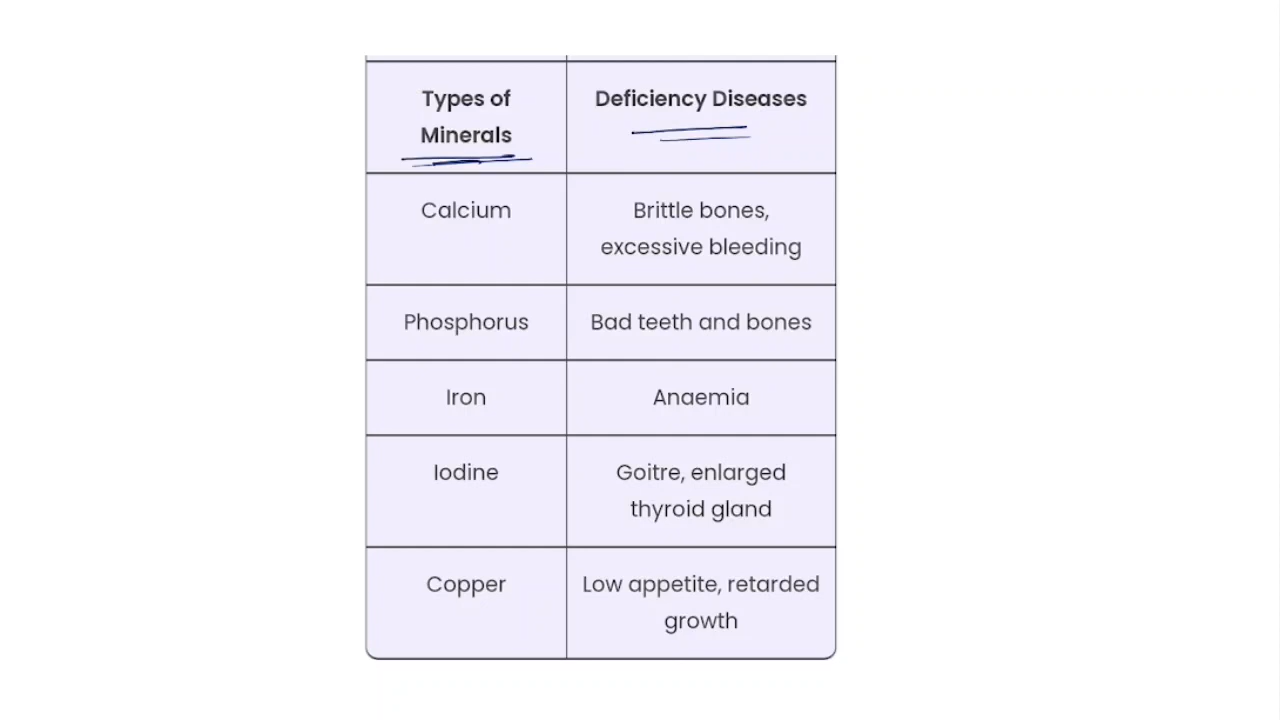 Types of
Minerals
Deficiency Diseases
Calcium
Brittle bones,
excessive bleeding
Phosphorus
Bad teeth and bones
Iron
Anaemia
Iodine
Goitre, enlarged
thyroid gland
Copper
Low appetite, retarded
growth